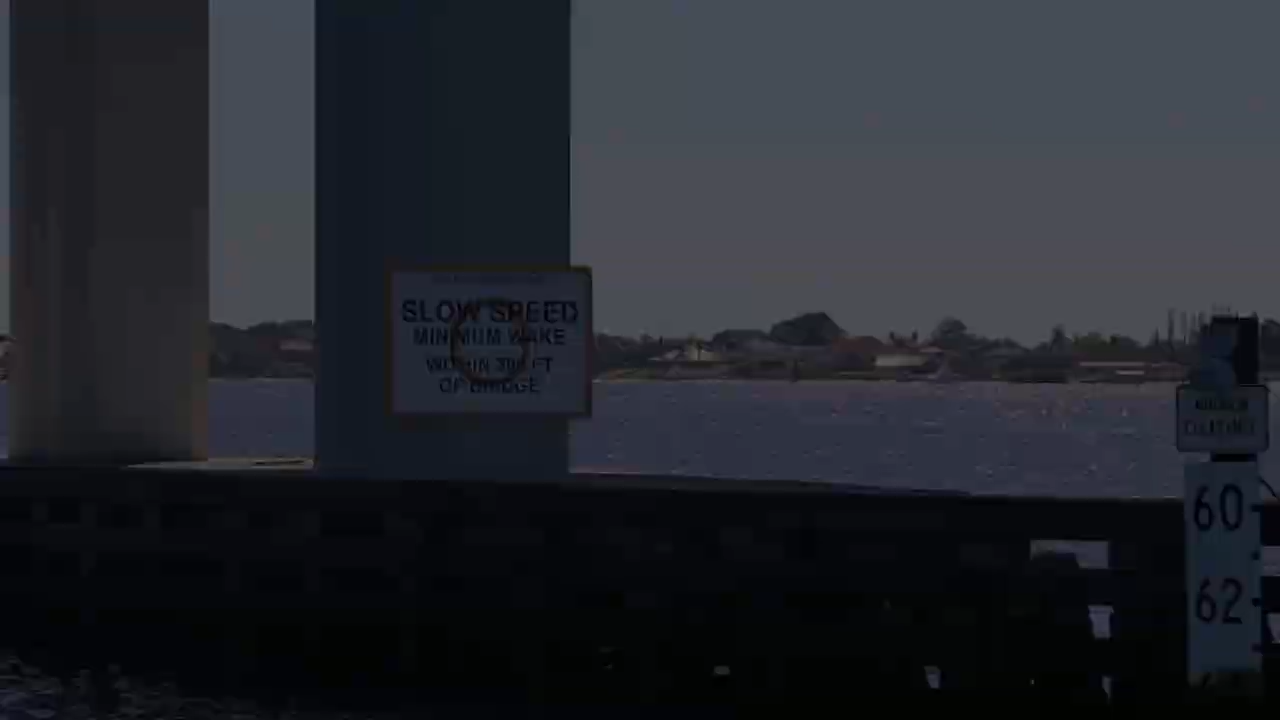 SLOW SPEED
MINIMUM WAKE
WITHIN 300 FT
OF BRIDGE
60
62